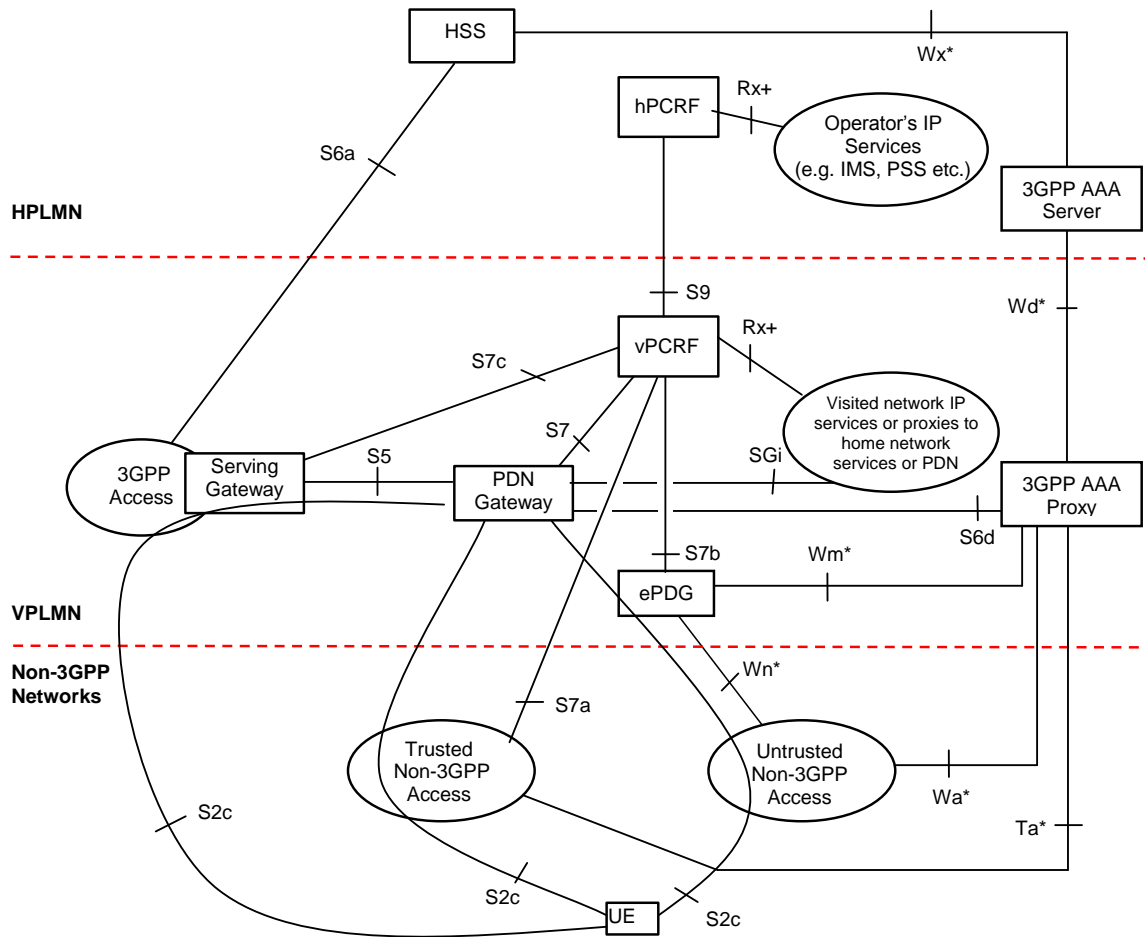 HSS
Wx*
hPCRF
Rx+
Operator's IP
Services
(e.g. IMS, PSS etc.)
S6a
3GPP AAA
Server
HPLMN
S9
Wd*
vPCRF
Rx+
S7c
Visited network IP
services or proxies to
home network
services or PDN
S7
SGi
3GPP
Access
Serving
Gateway
S5
PDN
Gateway
3GPP AAA
Proxy
S6d
S7b
Wm*
ePDG
VPLMN
Non-3GPP
Networks
Wn*
S7a
Trusted
Non-3GPP
Access
Untrusted
Non-3GPP
Access
Wa*
S2c
Ta*
S2c
S2c
UE